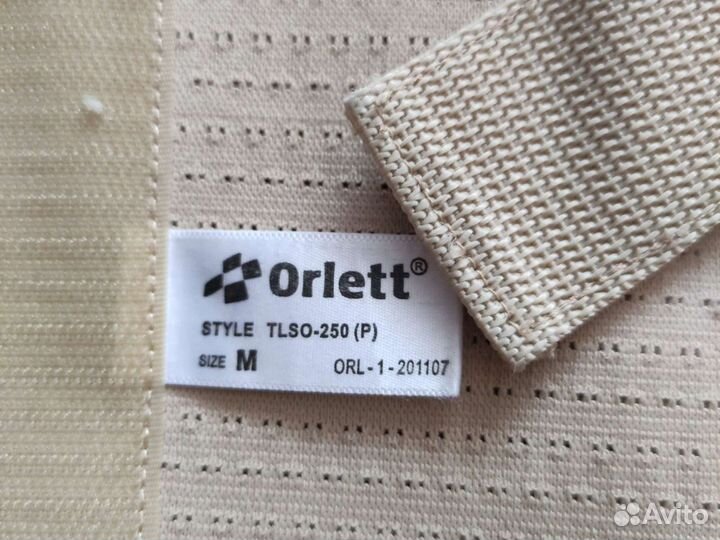 Orlett®
STYLE TLSO-250 (P)
SIZE M
ORL - 1 - 201107
Avito